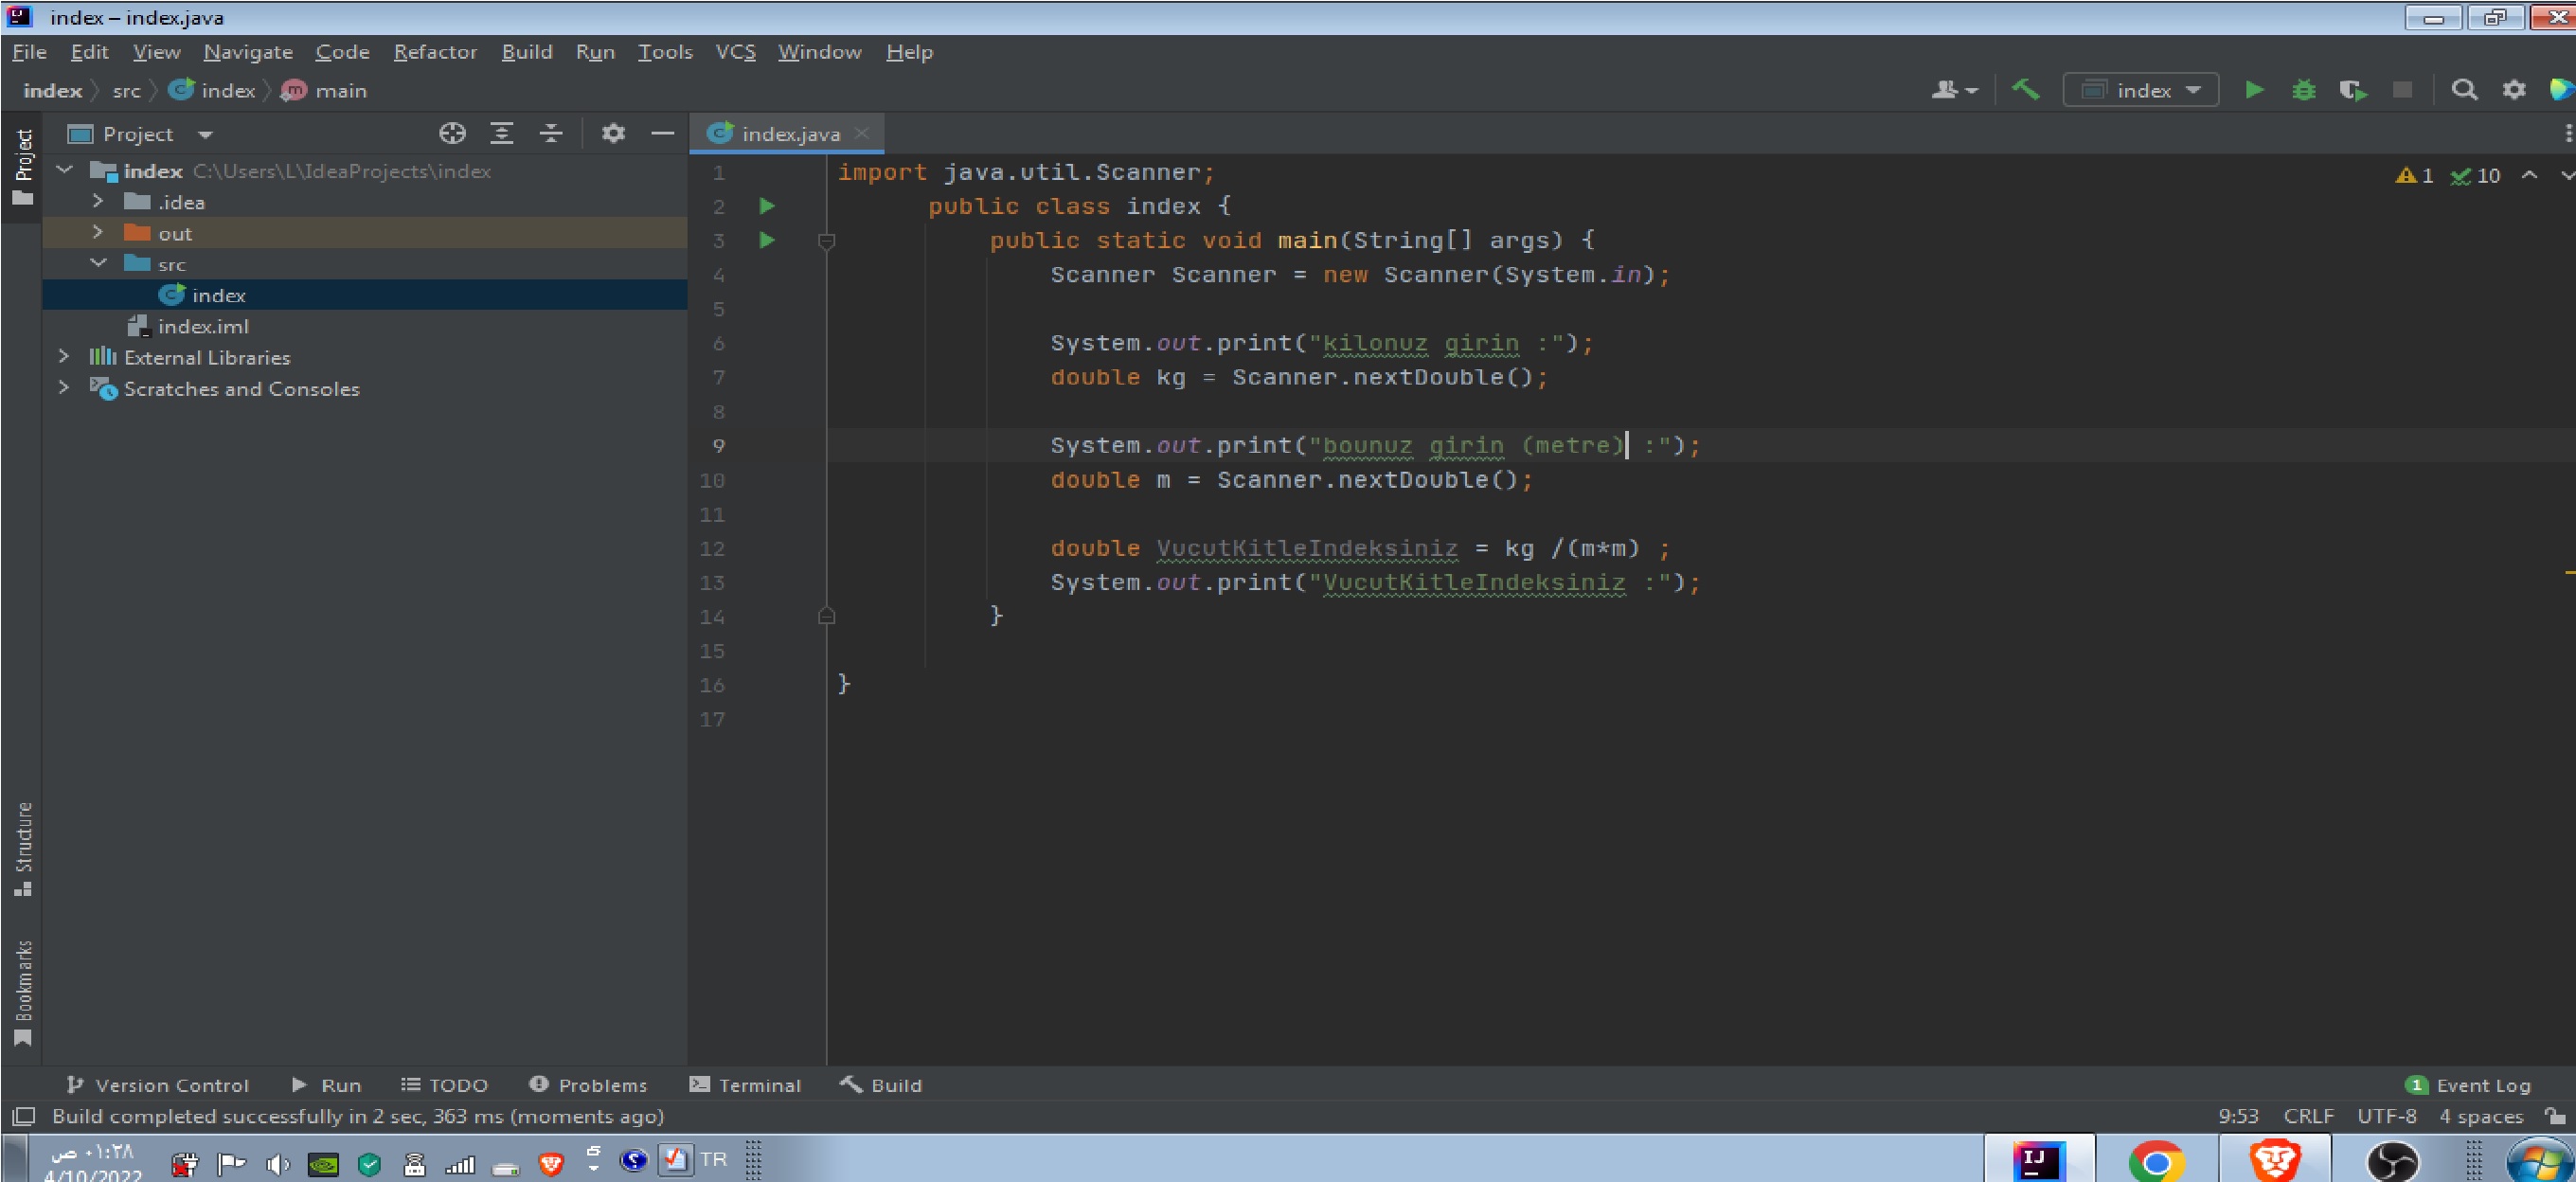 index – index.java
File Edit View Navigate Code Refactor Build Run Tools VCS Window Help
index src index main
index
Project
Project
index.java
index C:\Users\L\IdeaProjects\index
.idea
out
src
index
index.iml
External Libraries
Scratches and Consoles
1 import java.util.Scanner;
1 10
2 public class index {
3 public static void main(String[] args) {
4 Scanner Scanner = new Scanner(System.in);
5
6 System.out.print("kilonuz girin :");
7 double kg = Scanner.nextDouble();
8
9 System.out.print("bounuz girin (metre) :");
10 double m = Scanner.nextDouble();
11
12 double VucutKitleIndeksiniz = kg /(m*m) ;
13 System.out.print("VucutKitleIndeksiniz :");
14 }
15
16 }
17
Structure
Bookmarks
Version Control Run TODO Problems Terminal Build
1 Event Log
Build completed successfully in 2 sec, 363 ms (moments ago)
9:53 CRLF UTF-8 4 spaces
٠١:٢٨ ص
4/10/2022
TR